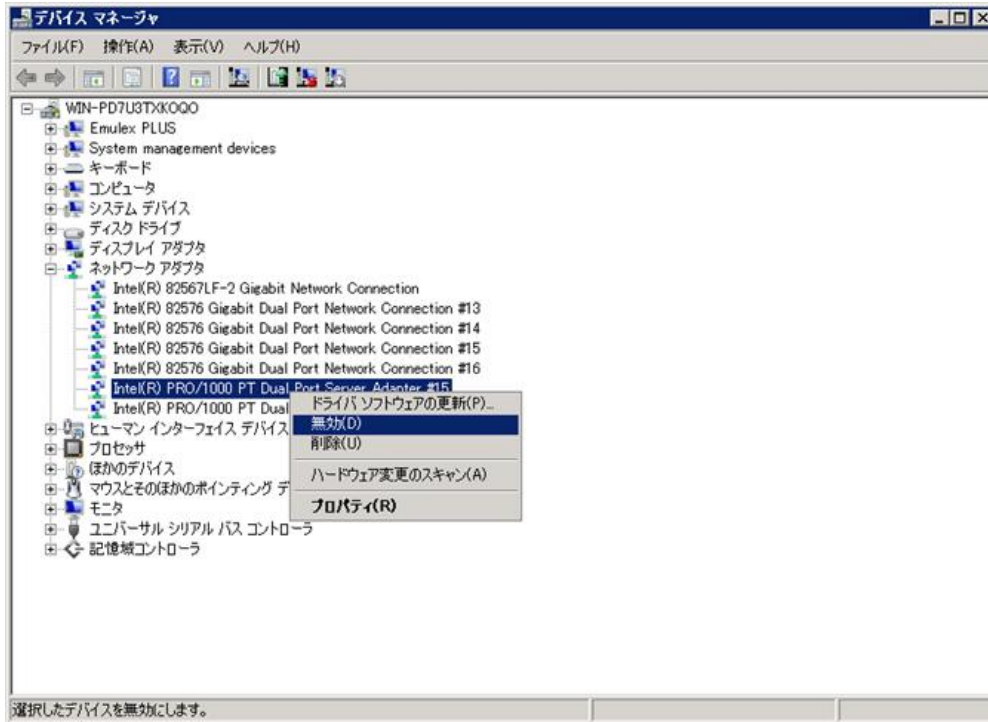 デバイス マネージャ
ファイル(F) 操作(A) 表示(V) ヘルプ(H)
WIN-PD7U3TXKOQO
Emulex PLUS
System management devices
キーボード
コンピュータ
システム デバイス
ディスク ドライブ
ディスプレイ アダプタ
ネットワーク アダプタ
Intel(R) 82567LF-2 Gigabit Network Connection
Intel(R) 82576 Gigabit Dual Port Network Connection #13
Intel(R) 82576 Gigabit Dual Port Network Connection #14
Intel(R) 82576 Gigabit Dual Port Network Connection #15
Intel(R) 82576 Gigabit Dual Port Network Connection #16
Intel(R) PRO/1000 PT Dual Port Server Adapter #15
Intel(R) PRO/1000 PT Dual
ヒューマン インターフェイス デバイス
プロセッサ
ほかのデバイス
マウスとそのほかのポインティング デ
モニタ
ユニバーサル シリアル バス コントローラ
記憶域コントローラ
ドライバ ソフトウェアの更新(P)...
無効(D)
削除(U)
ハードウェア変更のスキャン(A)
プロパティ(R)
選択したデバイスを無効にします。